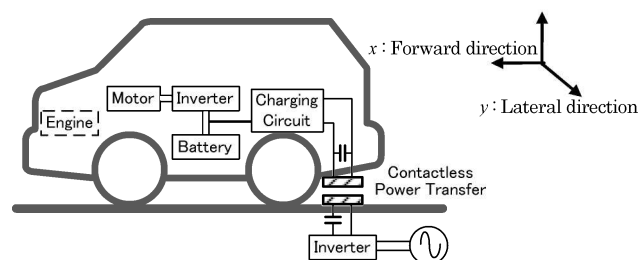 x : Forward direction
y : Lateral direction
Motor
Inverter
Charging
Circuit
Engine
Battery
Contactless
Power Transfer
Inverter